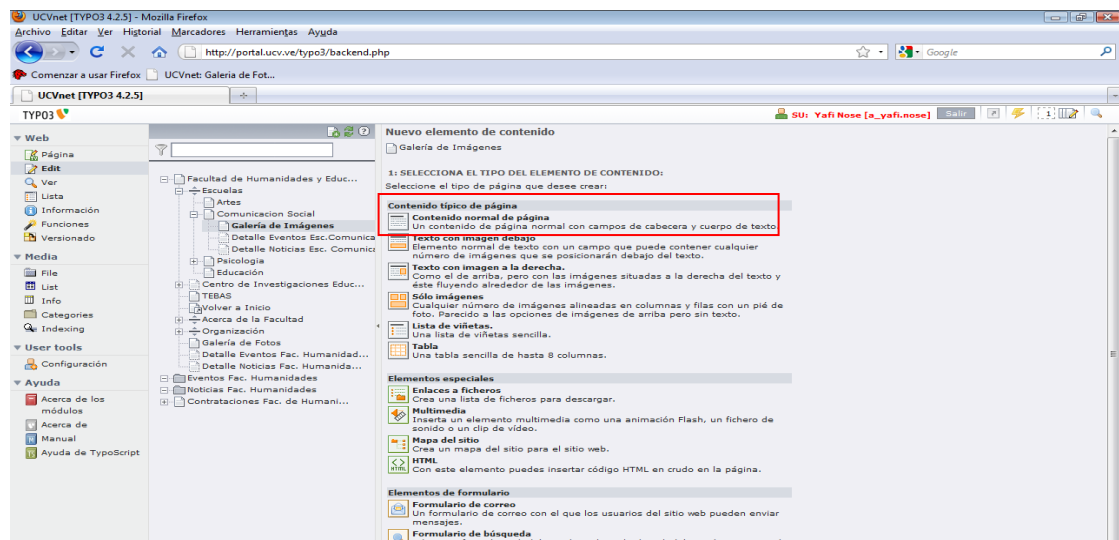 UCVnet [TYPO3 4.2.5] - Mozilla Firefox
Archivo Editar Ver Historial Marcadores Herramientas Ayuda
http://portal.ucv.ve/typo3/backend.php
Google
Comenzar a usar Firefox UCVnet: Galeria de Fot...
UCVnet [TYPO3 4.2.5]
TYPO3
SU: Yafi Nose [a_yafi.nose] Salir 1
Web
Página
Edit
Ver
Lista
Información
Funciones
Versionado
Media
File
List
Info
Categories
Indexing
User tools
Configuración
Ayuda
Acerca de los
módulos
Acerca de
Manual
Ayuda de TypoScript
Facultad de Humanidades y Educ...
Escuelas
Artes
Comunicacion Social
Galería de Imágenes
Detalle Eventos Esc.Comunica
Detalle Noticias Esc. Comunica
Psicologia
Educación
Centro de Investigaciones Educ...
TEBAS
Volver a Inicio
Acerca de la Facultad
Organización
Galería de Fotos
Detalle Eventos Fac. Humanidad...
Detalle Noticias Fac. Humanida...
Eventos Fac. Humanidades
Noticias Fac. Humanidades
Contrataciones Fac. de Humani...
Nuevo elemento de contenido
Galería de Imágenes
1: SELECCIONA EL TIPO DEL ELEMENTO DE CONTENIDO:
Seleccione el tipo de página que desee crear:
Contenido típico de página
Contenido normal de página
Un contenido de página normal con campos de cabecera y cuerpo de texto
Texto con imagen debajo
Elemento normal de texto con un campo que puede contener cualquier
número de imágenes que se posicionarán debajo del texto.
Texto con imagen a la derecha.
Como el de arriba, pero con las imágenes situadas a la derecha del texto y
éste fluyendo alrededor de las imágenes.
Sólo imágenes
Cualquier número de imágenes alineadas en columnas y filas con un pié de
foto. Parecido a las opciones de imágenes de arriba pero sin texto.
Lista de viñetas.
Una lista de viñetas sencilla.
Tabla
Una tabla sencilla de hasta 8 columnas.
Elementos especiales
Enlaces a ficheros
Crea una lista de ficheros para descargar.
Multimedia
Inserta un elemento multimedia como una animación Flash, un fichero de
sonido o un clip de vídeo.
Mapa del sitio
Crea un mapa del sitio para el sitio web.
HTML
Con este elemento puedes insertar código HTML en crudo en la página.
Elementos de formulario
Formulario de correo
Un formulario de correo con el que los usuarios del sitio web pueden enviar
mensajes.
Formulario de búsqueda